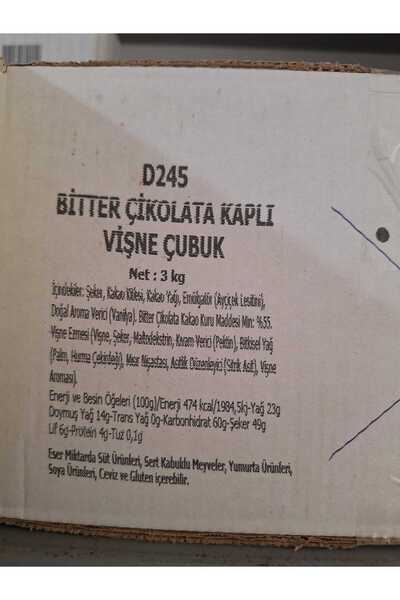 D245
BİTTER ÇİKOLATA KAPLI
VİŞNE ÇUBUK
Net : 3 kg
İçindekiler: Şeker, Kakao Kitlesi, Kakao Yağı, Emülgatör (Ayçiçek Lesitini),
Doğal Aroma Verici (Vanilya). Bitter Çikolata Kakao Kuru Maddesi Min: %55.
Vişne Ezmesi (Vişne, Şeker, Maltodekstrin, Kıvam Verici (Pektin), Bitkisel Yağ
(Palm, Hurma Çekirdeği), Mısır Nişastası, Asitlik Düzenleyici (Sitrik Asit), Vişne
Aroması).
Enerji ve Besin Öğeleri (100g)/Enerji 474 kcal/1984,5kj-Yağ 23g
Doymuş Yağ 14g-Trans Yağ 0g-Karbonhidrat 60g-Şeker 49g
Lif 6g-Protein 4g-Tuz 0,1g
Eser Miktarda Süt Ürünleri, Sert Kabuklu Meyveler, Yumurta Ürünleri,
Soya Ürünleri, Ceviz ve Gluten içerebilir.